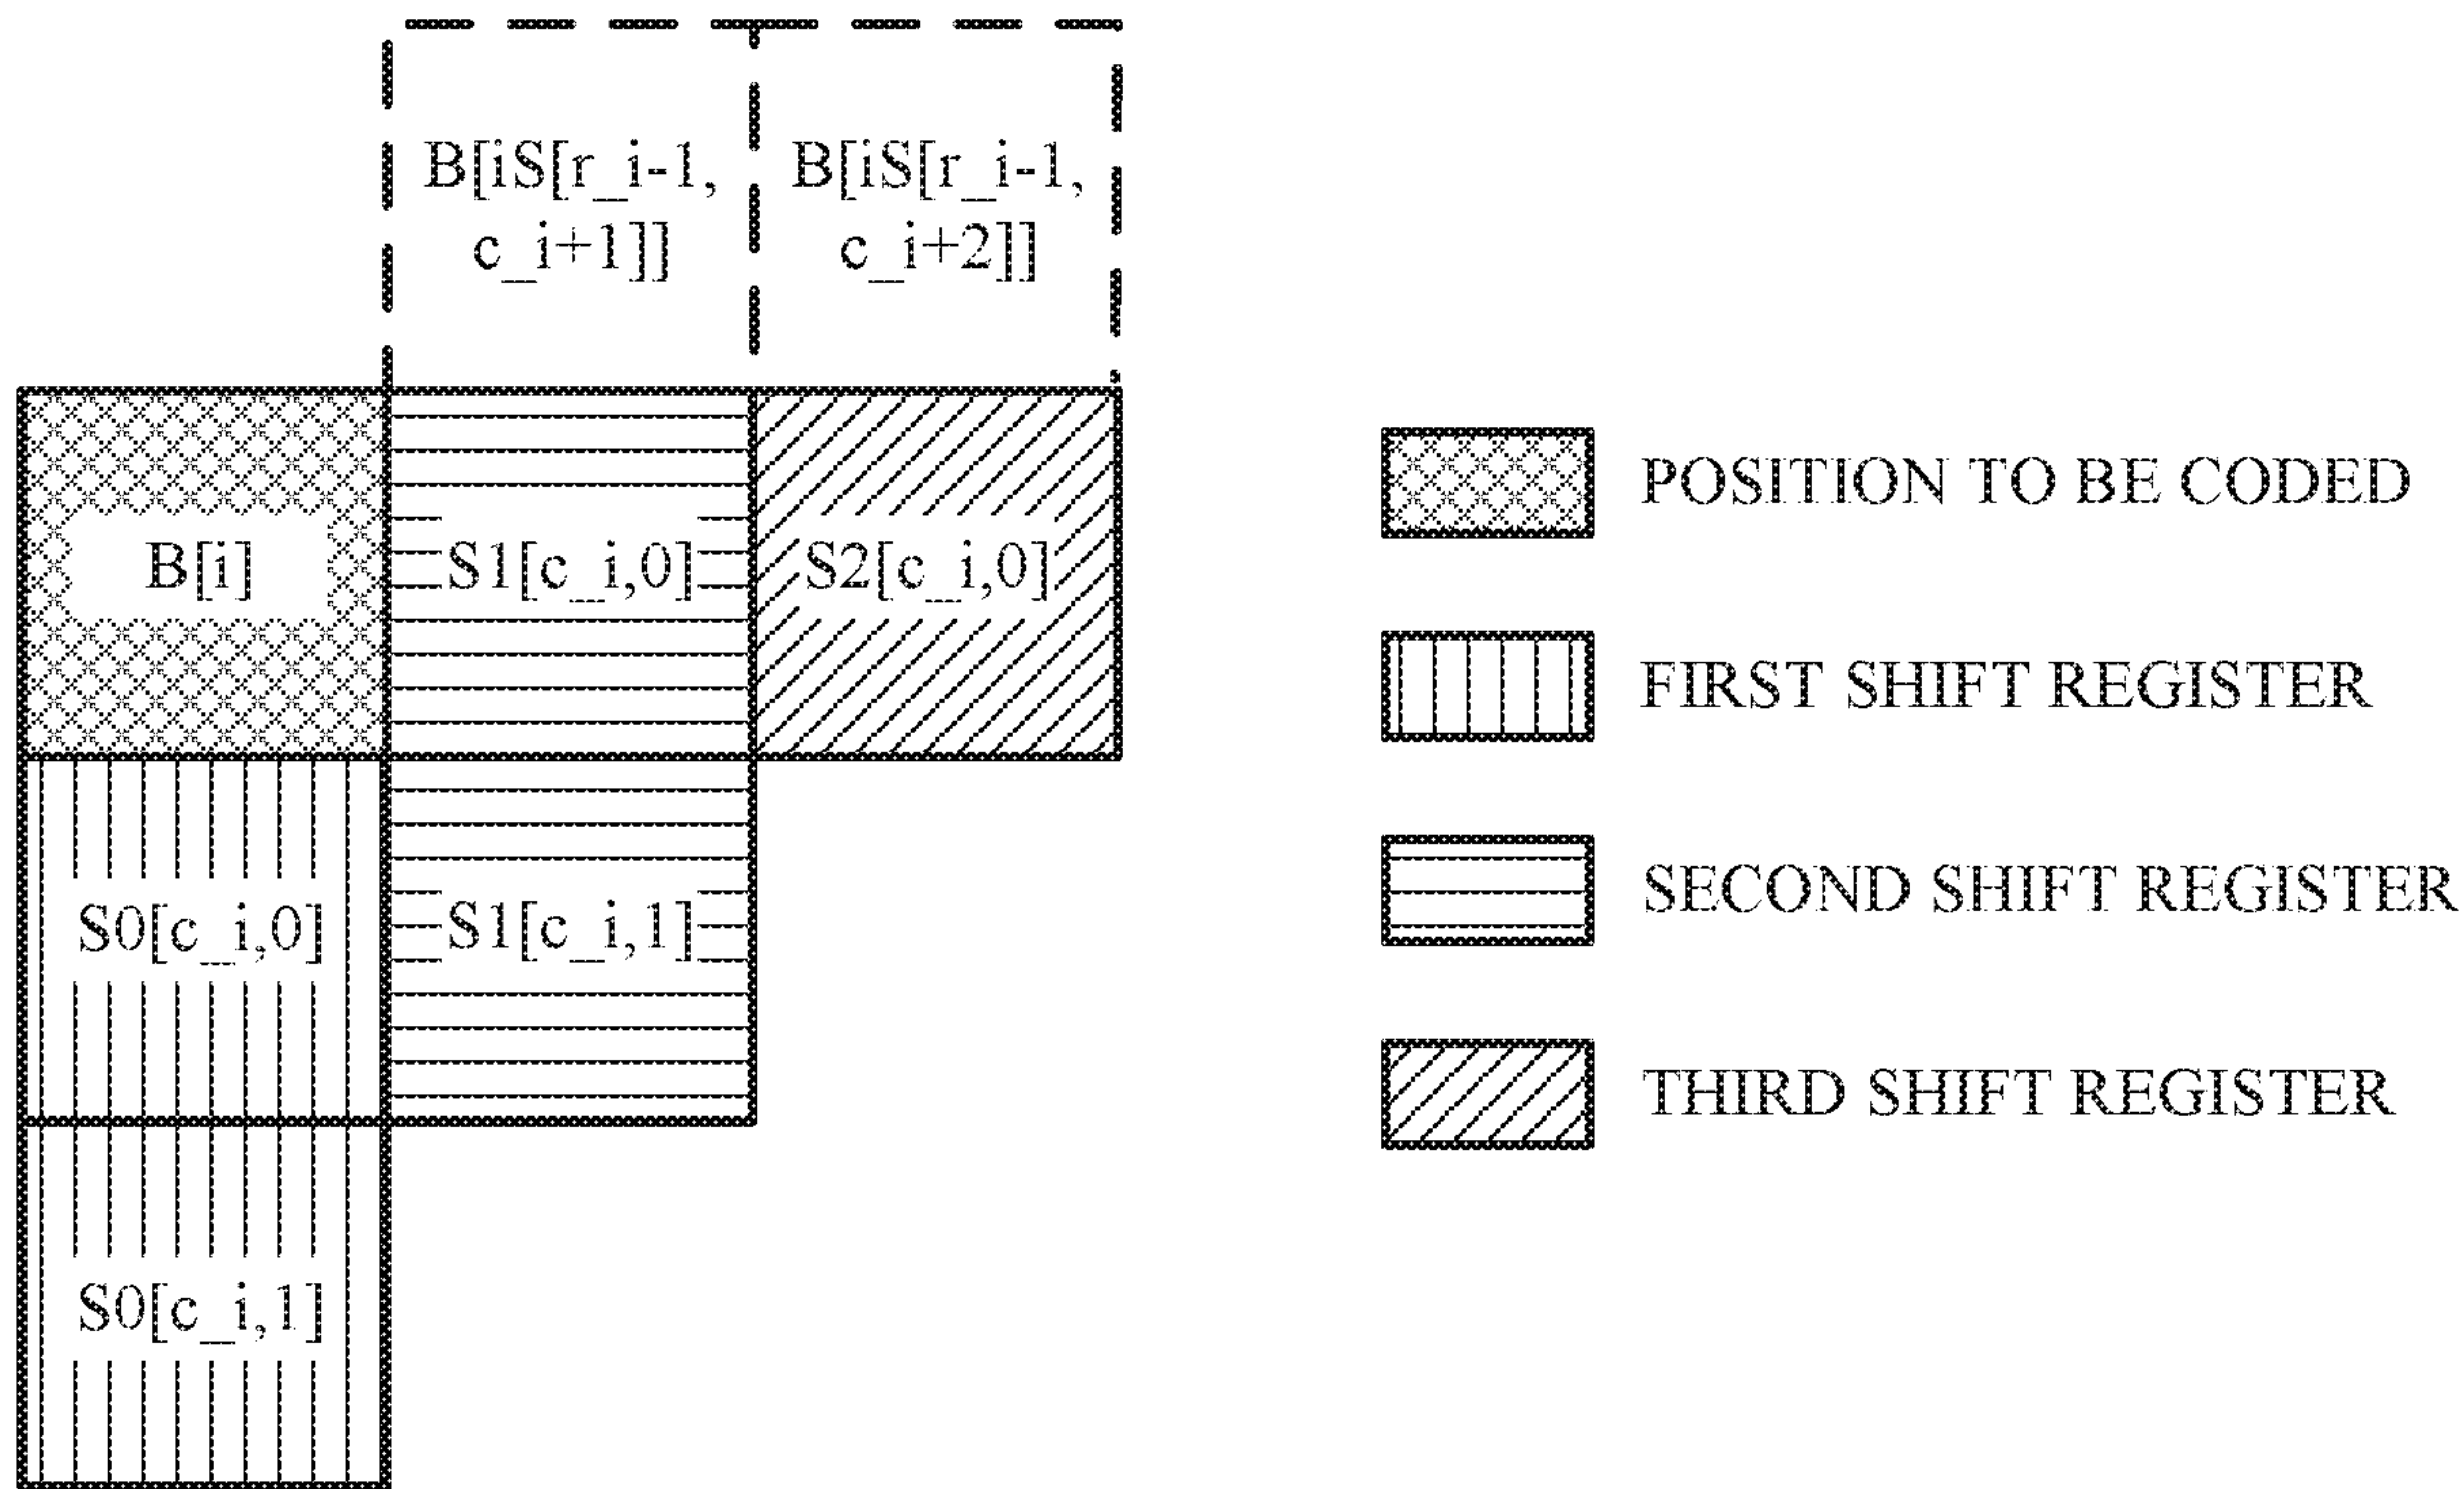 B[iS[r_i-1,
c_i+1]]
B[iS[r_i-1,
c_i+2]]
B[i]
S1[c_i,0]
S2[c_i,0]
S0[c_i,0]
S1[c_i,1]
S0[c_i,1]
POSITION TO BE CODED
FIRST SHIFT REGISTER
SECOND SHIFT REGISTER
THIRD SHIFT REGISTER